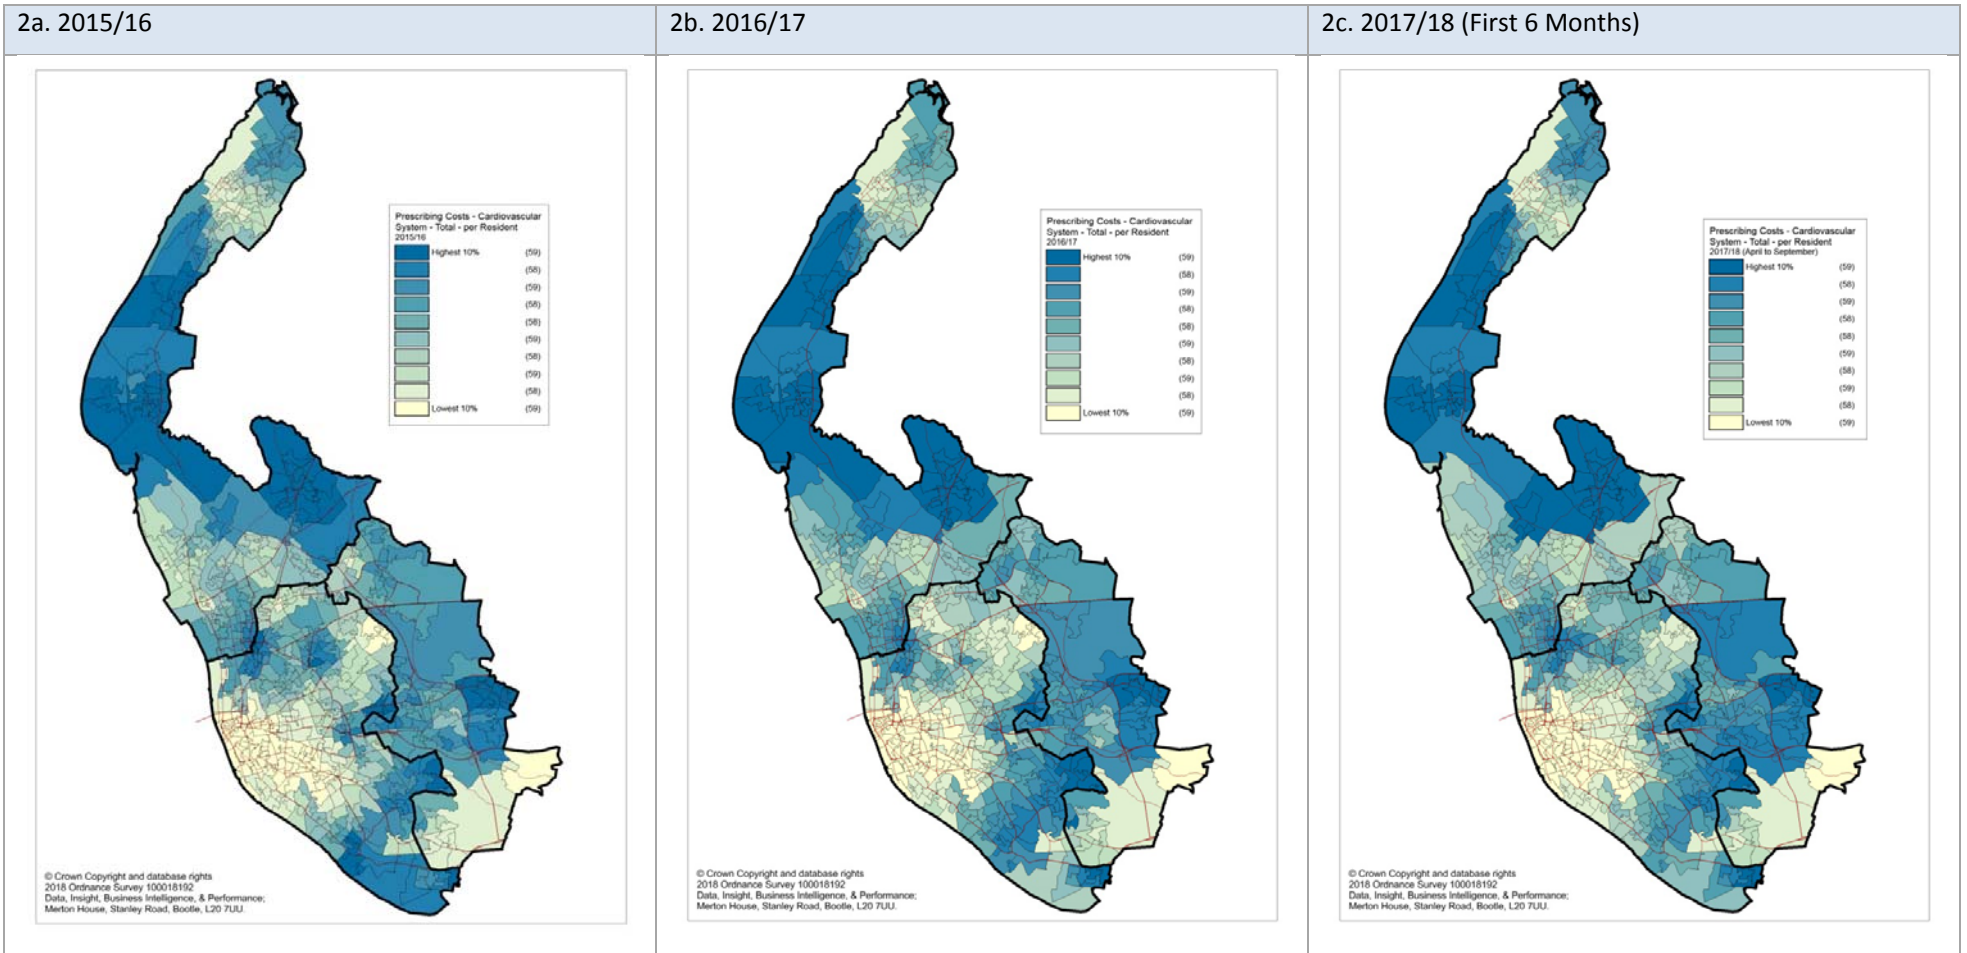 2a. 2015/16
2b. 2016/17
2c. 2017/18 (First 6 Months)
Prescribing Costs - Cardiovascular
System - Total - per Resident
2015/16
Highest 10% (59)
(58)
(59)
(58)
(58)
(59)
(58)
(59)
(58)
Lowest 10% (59)
© Crown Copyright and database rights
2018 Ordnance Survey 100018192
Data, Insight, Business Intelligence, & Performance;
Merton House, Stanley Road, Bootle, L20 7UU.
Prescribing Costs - Cardiovascular
System - Total - per Resident
2016/17
Highest 10% (59)
(58)
(59)
(58)
(58)
(59)
(58)
(59)
(58)
Lowest 10% (59)
© Crown Copyright and database rights
2018 Ordnance Survey 100018192
Data, Insight, Business Intelligence, & Performance;
Merton House, Stanley Road, Bootle, L20 7UU.
Prescribing Costs - Cardiovascular
System - Total - per Resident
2017/18 (April to September)
Highest 10% (59)
(58)
(59)
(58)
(58)
(59)
(58)
(59)
(58)
Lowest 10% (59)
© Crown Copyright and database rights
2018 Ordnance Survey 100018192
Data, Insight, Business Intelligence, & Performance;
Merton House, Stanley Road, Bootle, L20 7UU.